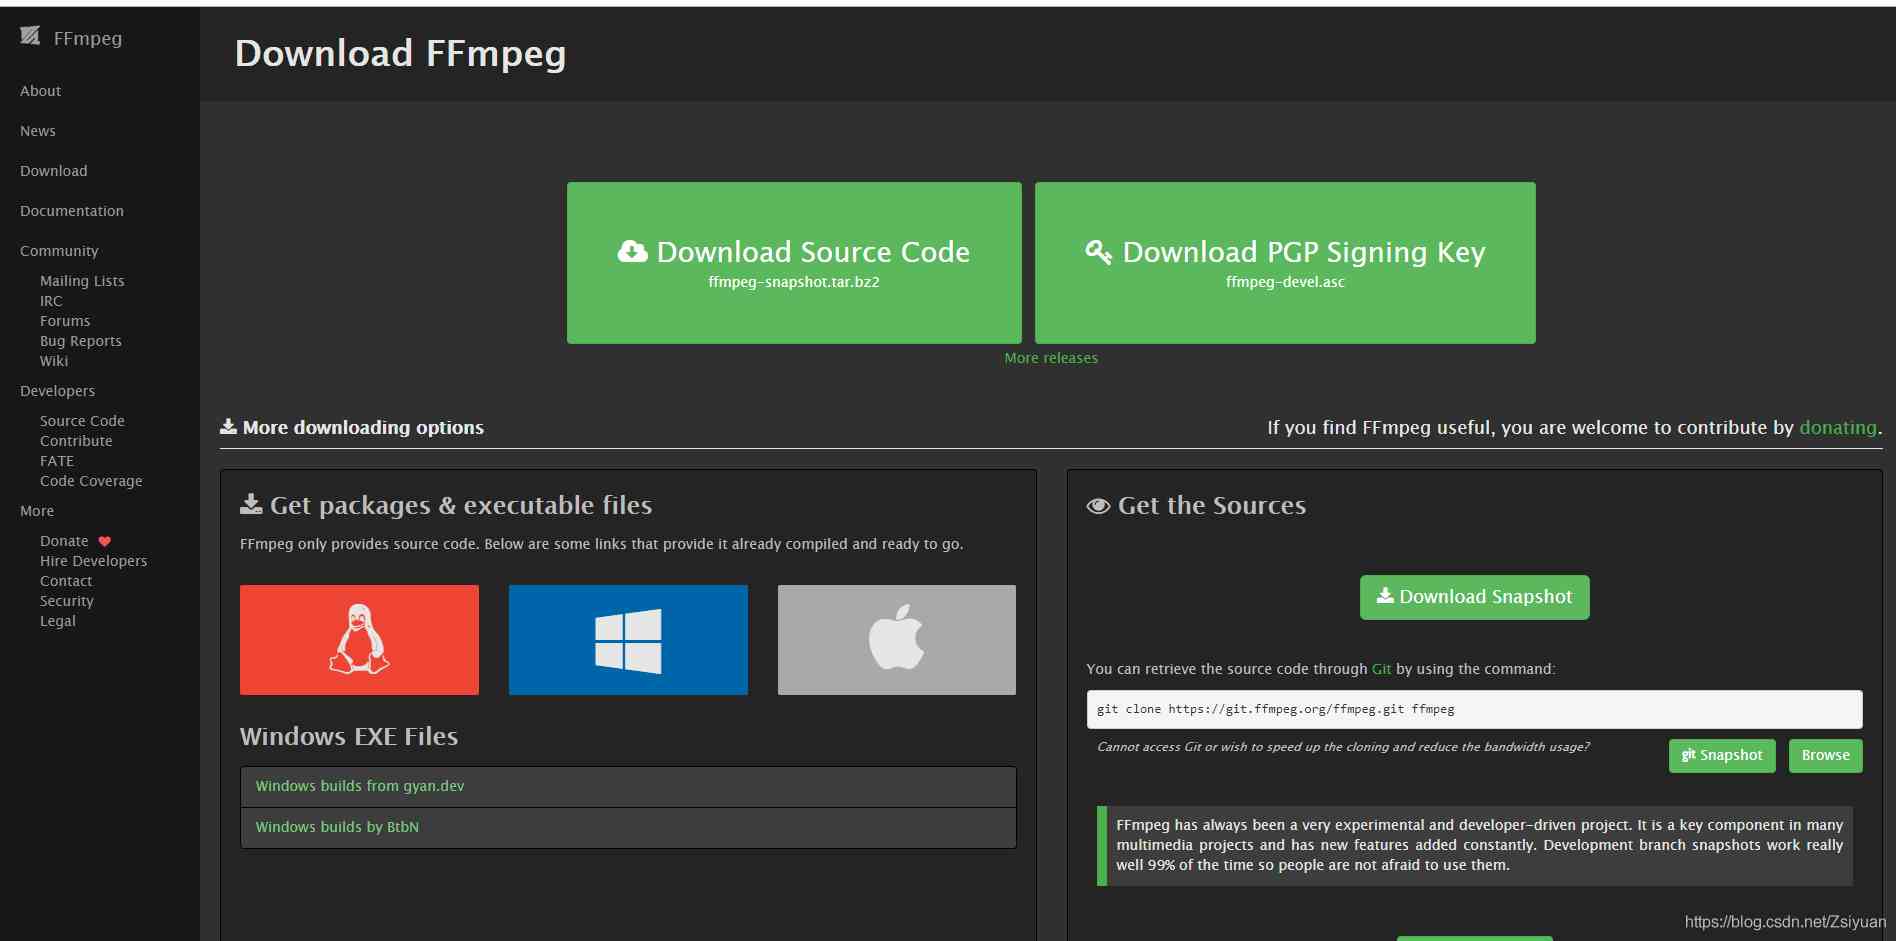 FFmpeg
About
News
Download
Documentation
Community
Mailing Lists
IRC
Forums
Bug Reports
Wiki
Developers
Source Code
Contribute
FATE
Code Coverage
More
Donate
Hire Developers
Contact
Security
Legal
Download FFmpeg
Download Source Code
ffmpeg-snapshot.tar.bz2
Download PGP Signing Key
ffmpeg-devel.asc
More releases
More downloading options
If you find FFmpeg useful, you are welcome to contribute by donating.
Get packages & executable files
FFmpeg only provides source code. Below are some links that provide it already compiled and ready to go.
Windows EXE Files
Windows builds from gyan.dev
Windows builds by BtbN
Get the Sources
Download Snapshot
You can retrieve the source code through Git by using the command:
git clone https://git.ffmpeg.org/ffmpeg.git ffmpeg
Cannot access Git or wish to speed up the cloning and reduce the bandwidth usage?
git Snapshot
Browse
FFmpeg has always been a very experimental and developer-driven project. It is a key component in many
multimedia projects and has new features added constantly. Development branch snapshots work really
well 99% of the time so people are not afraid to use them.
https://blog.csdn.net/Zsiyuan